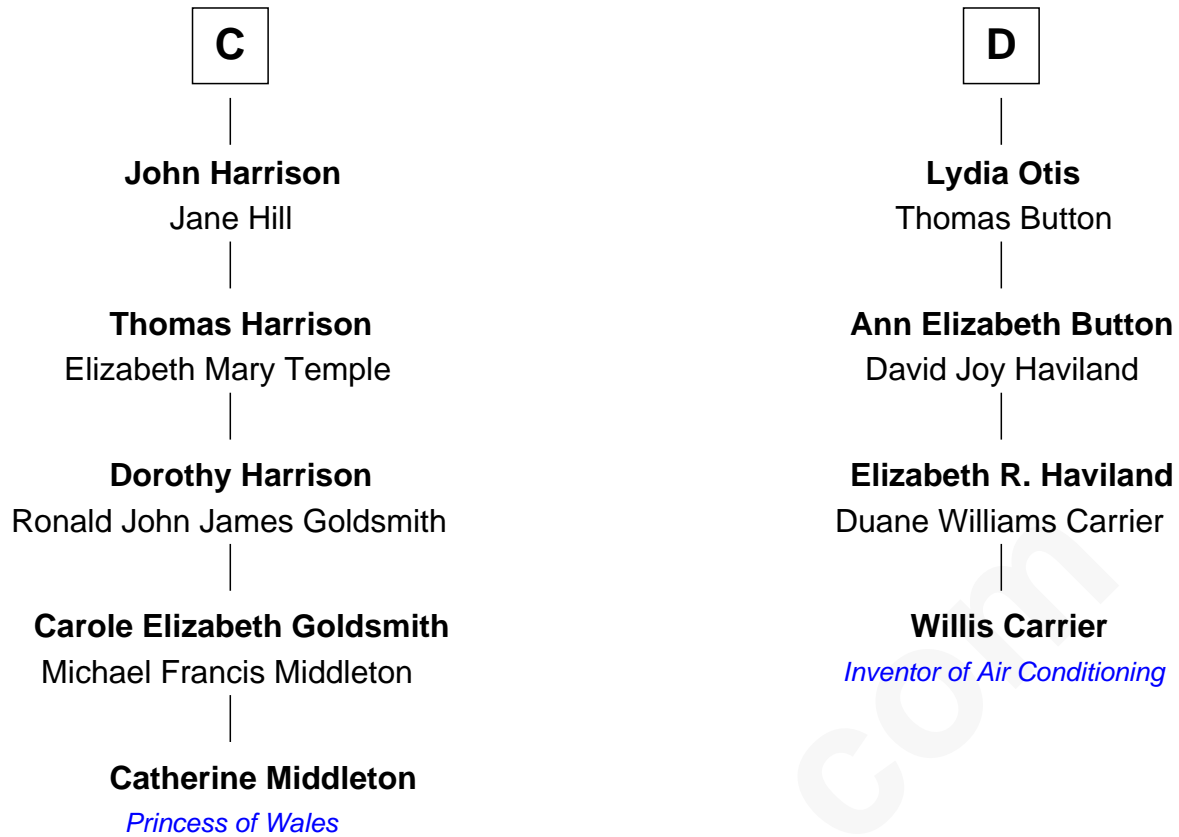 C
John Harrison
Jane Hill
Thomas Harrison
Elizabeth Mary Temple
Dorothy Harrison
Ronald John James Goldsmith
Carole Elizabeth Goldsmith
Michael Francis Middleton
Catherine Middleton
Princess of Wales
D
Lydia Otis
Thomas Button
Ann Elizabeth Button
David Joy Haviland
Elizabeth R. Haviland
Duane Williams Carrier
Willis Carrier
Inventor of Air Conditioning
com